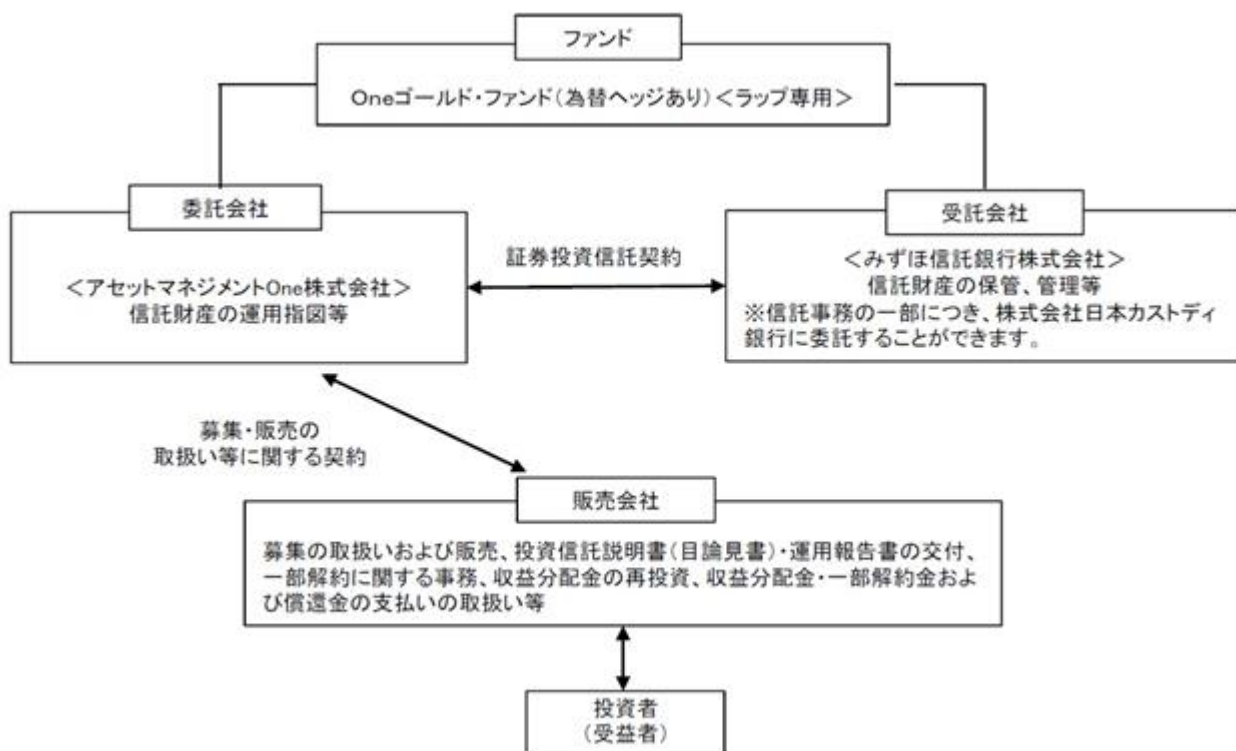 ファンド
Oneゴールド・ファンド（為替ヘッジあり）＜ラップ専用＞
委託会社
＜アセットマネジメントOne株式会社＞
信託財産の運用指図等
証券投資信託契約
受託会社
＜みずほ信託銀行株式会社＞
信託財産の保管、管理等
※信託事務の一部につき、株式会社日本カストディ
銀行に委託することができます。
募集・販売の
取扱い等に関する契約
販売会社
募集の取扱いおよび販売、投資信託説明書（目論見書）・運用報告書の交付、
一部解約に関する事務、収益分配金の再投資、収益分配金・一部解約金およ
び償還金の支払いの取扱い等
投資者
（受益者）